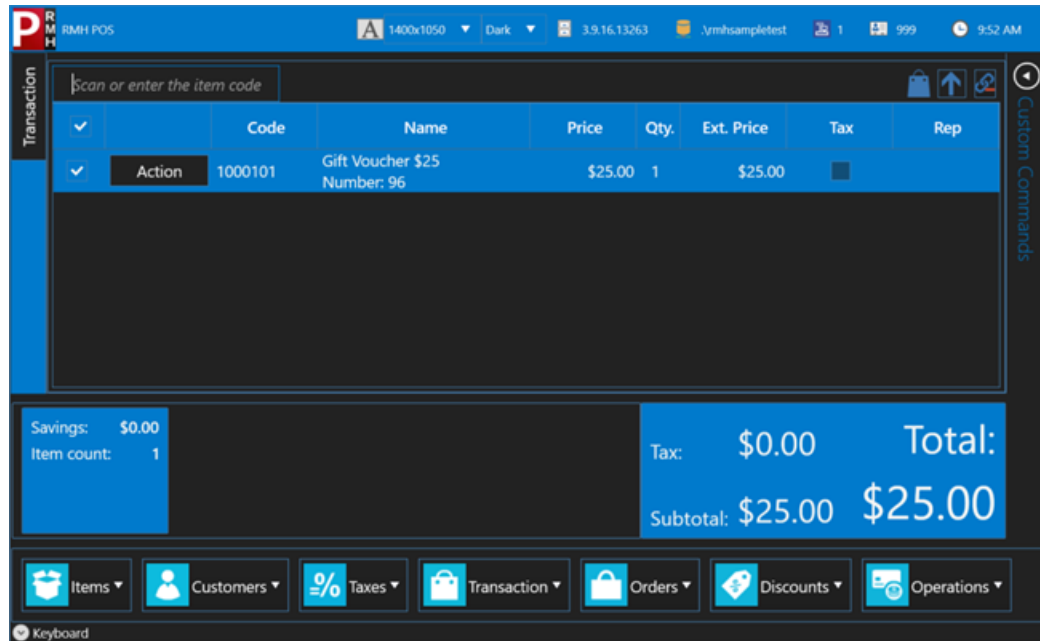 P RMH RMH POS A 1400x1050 Dark 3.9.16.13263 .\rmhsampletest 1 999 9:52 AM
Transaction
Scan or enter the item code
Custom Commands
Code Name Price Qty. Ext. Price Tax Rep
Action 1000101 Gift Voucher $25 $25.00 1 $25.00
Number: 96
Savings: $0.00
Item count: 1
Tax: $0.00 Total:
Subtotal: $25.00 $25.00
Items Customers Taxes Transaction Orders Discounts Operations
Keyboard